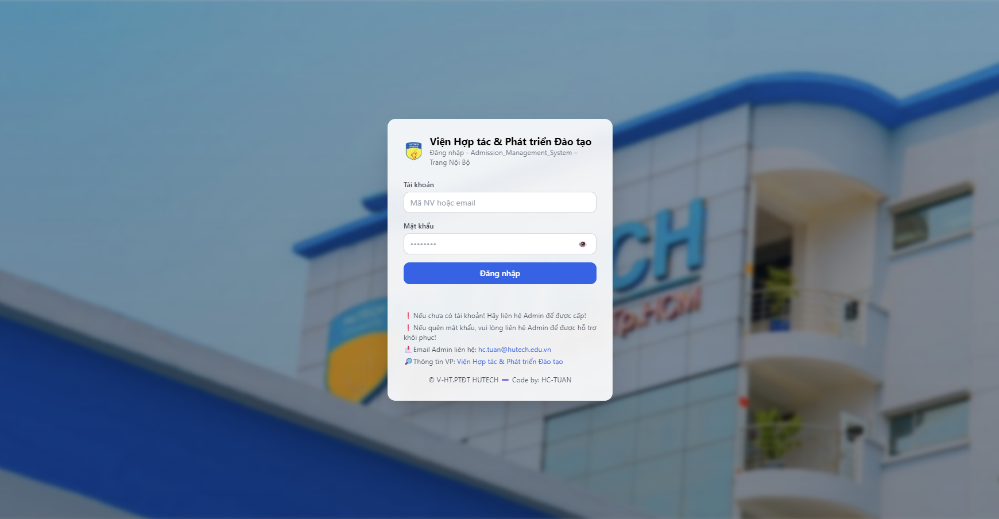 HUTECH
Viện Hợp tác & Phát triển Đào tạo
Đăng nhập - Admission_Management_System –
Trang Nội Bộ
Tài khoản
Mã NV hoặc email
Mật khẩu
••••••••
Đăng nhập
❗ Nếu chưa có tài khoản! Hãy liên hệ Admin để được cấp!
❗ Nếu quên mật khẩu, vui lòng liên hệ Admin để được hỗ trợ
khôi phục!
📩 Email Admin liên hệ: hc.tuan@hutech.edu.vn
🔎 Thông tin VP: Viện Hợp tác & Phát triển Đào tạo
© V-HT.PTĐT HUTECH ➖ Code by: HC-TUAN
CH
Tp.HCM
HUTECH